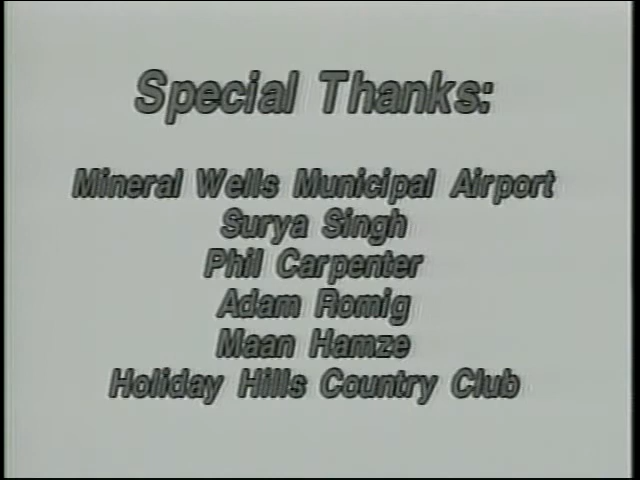 Special Thanks:
Mineral Wells Municipal Airport
Surya Singh
Phil Carpenter
Adam Romig
Maan Hamze
Holiday Hills Country Club